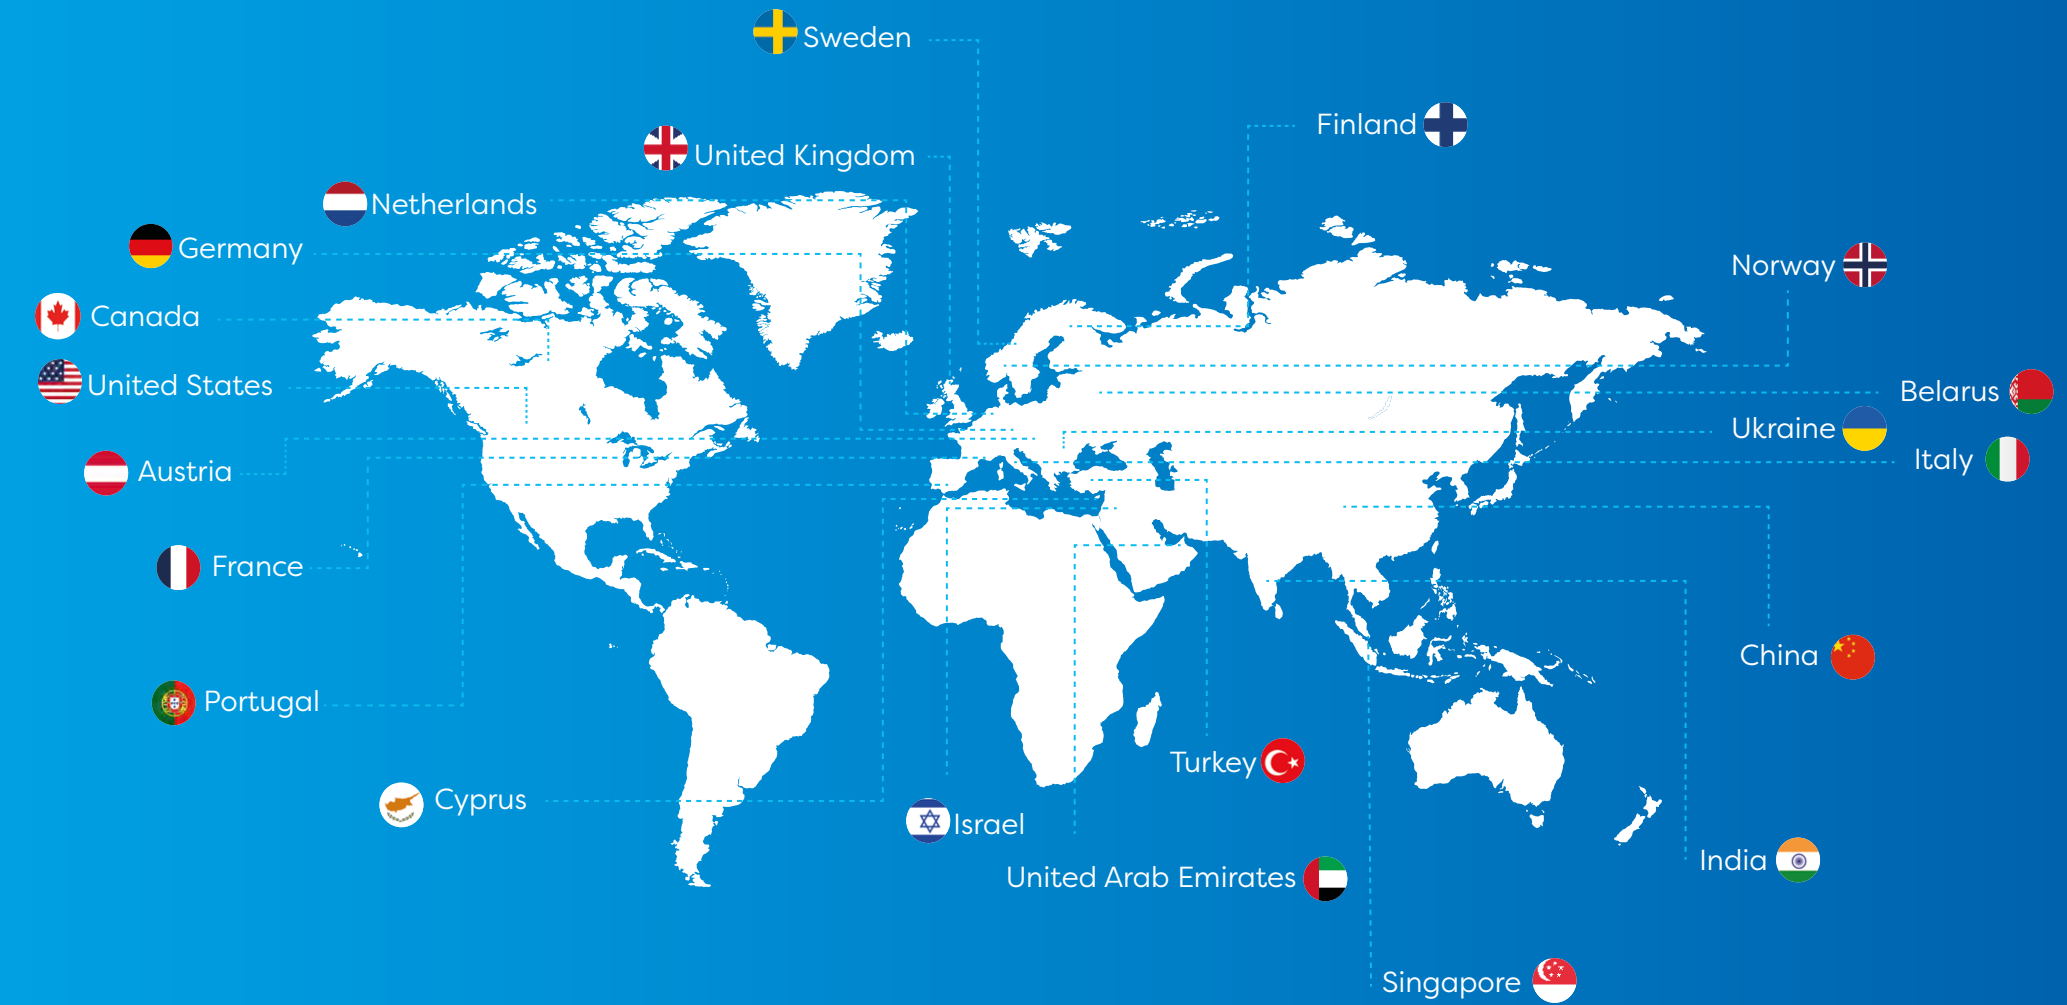 Sweden
Finland
United Kingdom
Netherlands
Germany
Norway
Canada
United States
Belarus
Ukraine
Italy
Austria
France
China
Portugal
Turkey
Cyprus
Israel
India
United Arab Emirates
Singapore